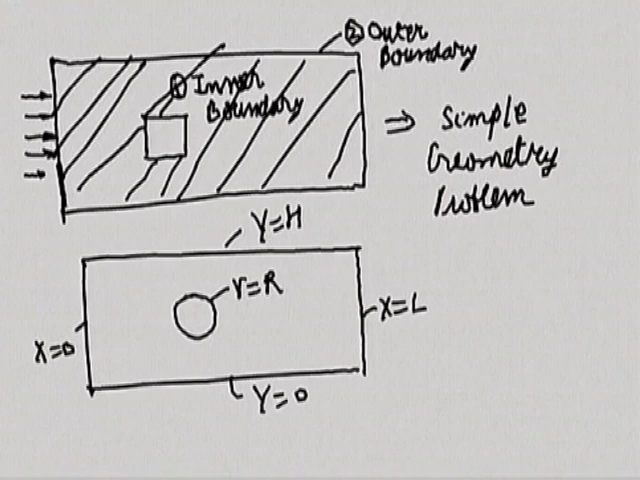 ② Outer
Boundary
① Inner
Boundary
⇒ Simple
Geometry
Problem
Y=H
r=R
X=0
X=L
Y=0